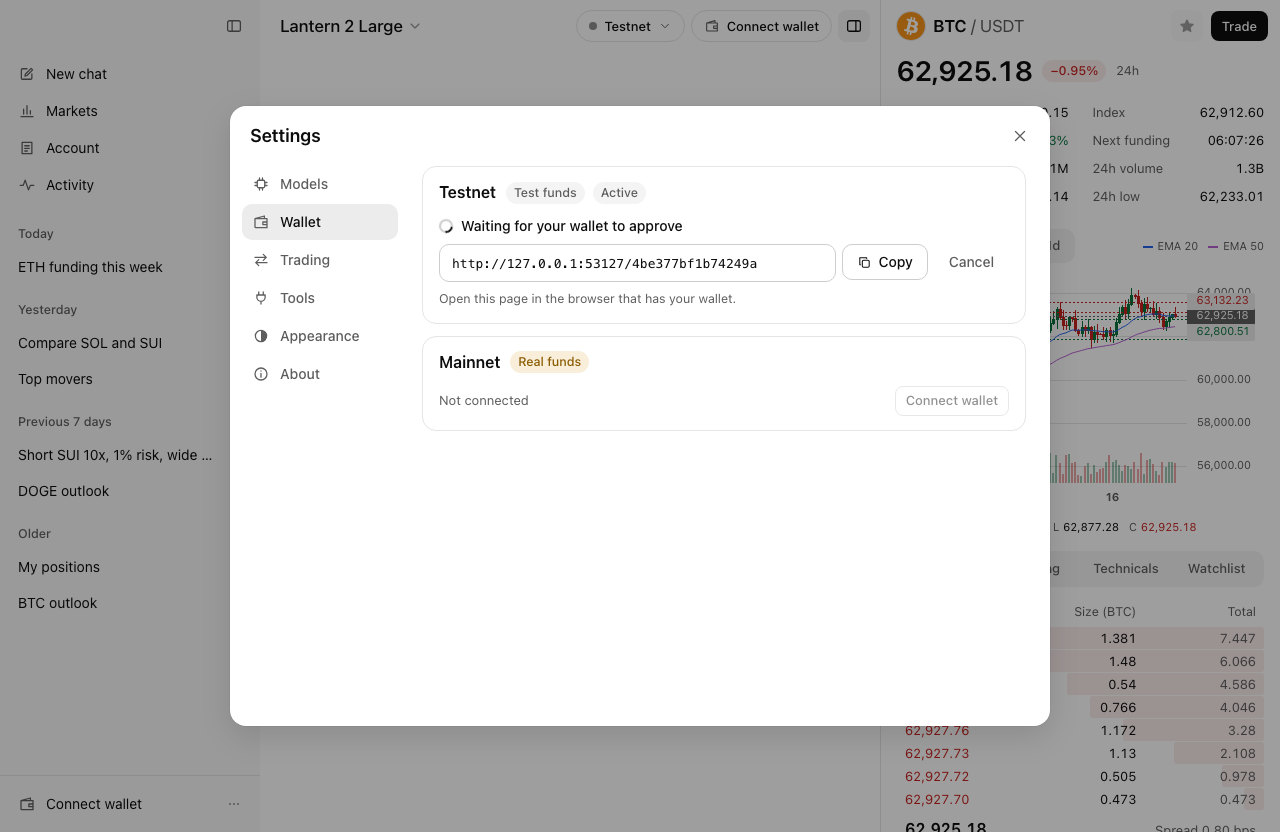 Lantern 2 Large
Testnet
Connect wallet
BTC / USDT
Trade
62,925.18
−0.95%
24h
New chat
Markets
Account
Activity
Today
ETH funding this week
Yesterday
Compare SOL and SUI
Top movers
Previous 7 days
Short SUI 10x, 1% risk, wide ...
DOGE outlook
Older
My positions
BTC outlook
Connect wallet
Settings
Models
Wallet
Trading
Tools
Appearance
About
Testnet
Test funds
Active
Waiting for your wallet to approve
http://127.0.0.1:53127/4be377bf1b74249a
Copy
Cancel
Open this page in the browser that has your wallet.
Mainnet
Real funds
Not connected
Connect wallet
Index 62,912.60
Next funding 06:07:26
24h volume 1.3B
24h low 62,233.01
EMA 20 EMA 50
64,000.00
63,132.23
62,925.18
62,800.51
60,000.00
58,000.00
56,000.00
16
L 62,877.28 C 62,925.18
Technicals Watchlist
Size (BTC) Total
1.381 7.447
1.48 6.066
0.54 4.586
0.766 4.046
62,927.76 1.172 3.28
62,927.73 1.13 2.108
62,927.72 0.505 0.978
62,927.70 0.473 0.473
62,925.18 Spread 0.80 bps